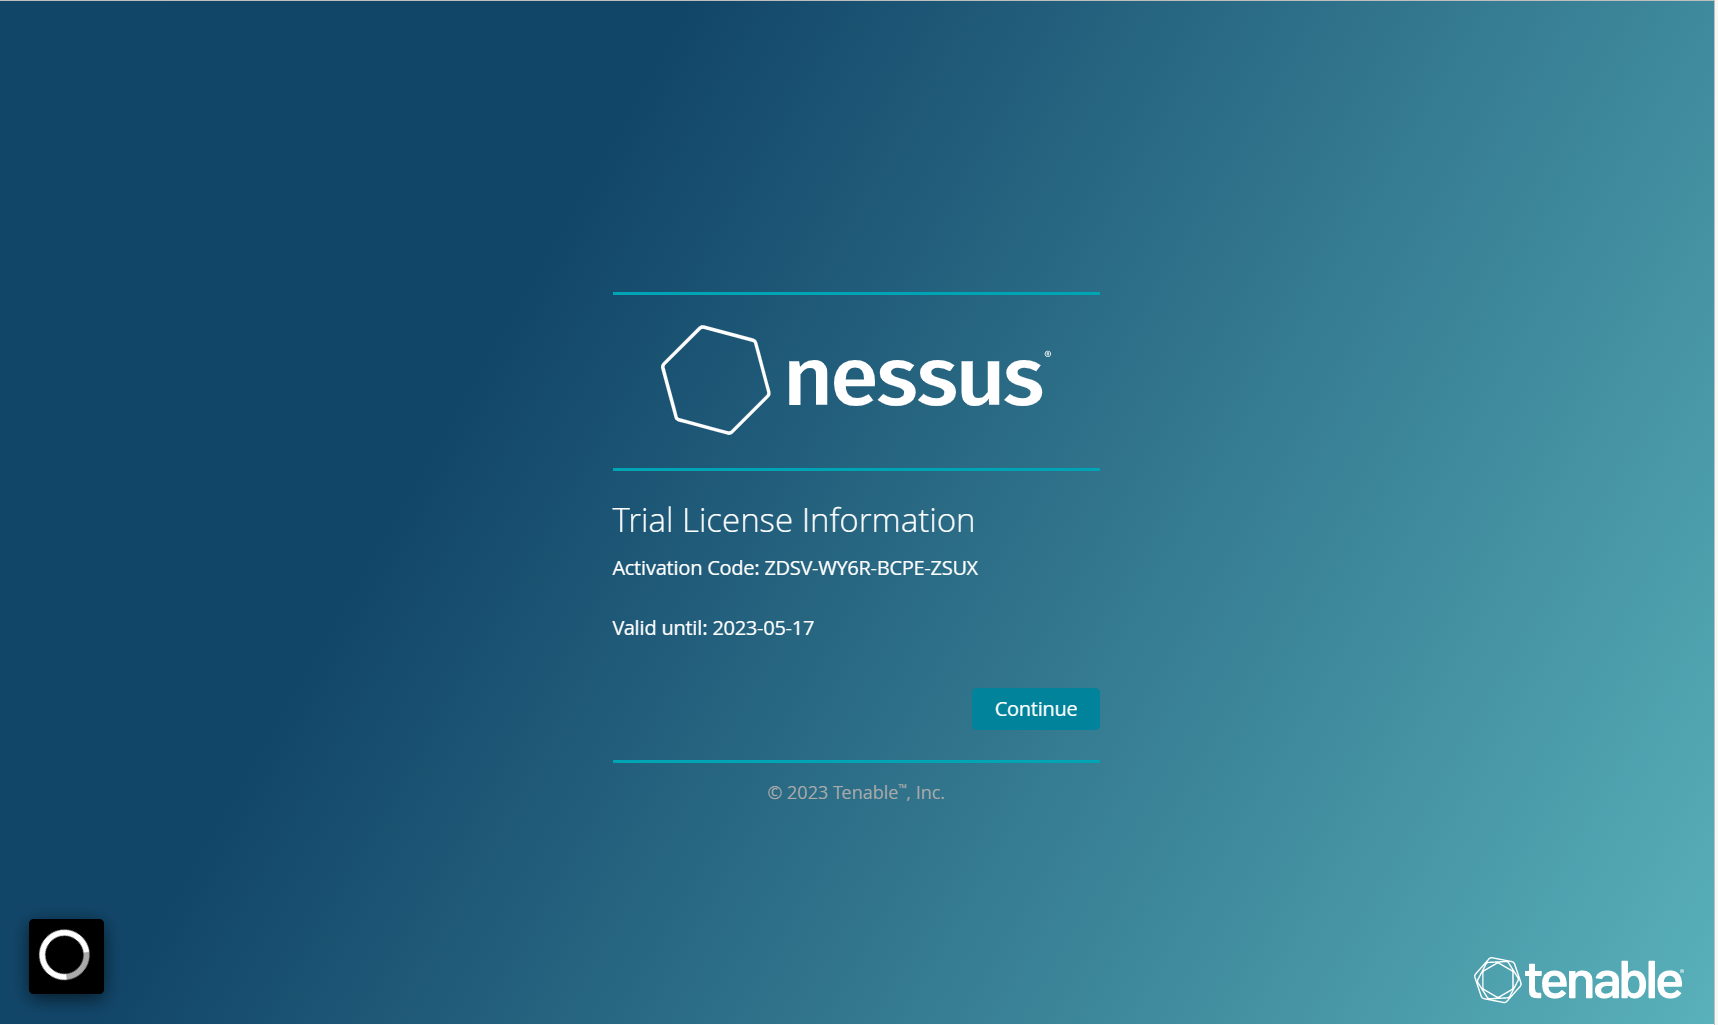 nessus®
Trial License Information
Activation Code: ZDSV-WY6R-BCPE-ZSUX
Valid until: 2023-05-17
Continue
© 2023 Tenable™, Inc.
tenable®